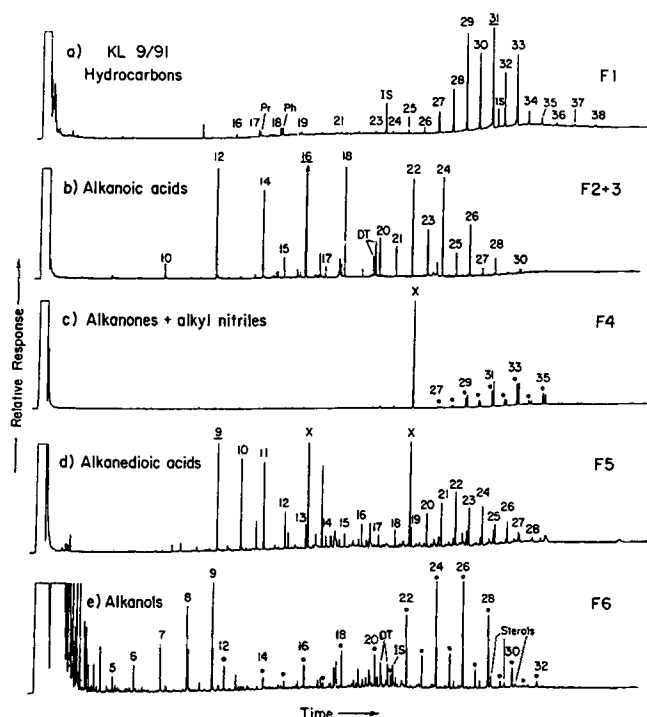 a) KL 9/91
Hydrocarbons
F1
16 17 Pr 18 Ph 19 21 23 IS 24 25 26 27 28 29 30 31 IS 32 33 34 35 36 37 38
b) Alkanoic acids
F2+3
10 12 14 15 16 17 18 DT 20 21 22 23 24 25 26 27 28 30
c) Alkanones + alkyl nitriles
F4
X 27 29 31 33 35
d) Alkanedioic acids
F5
9 10 11 12 13 X 14 15 16 17 18 X 19 20 21 22 23 24 25 26 27 28
e) Alkanols
F6
5 6 7 8 9 12 14 16 18 20 DT IS 22 24 26 28 Sterols 30 32
Relative Response
Time